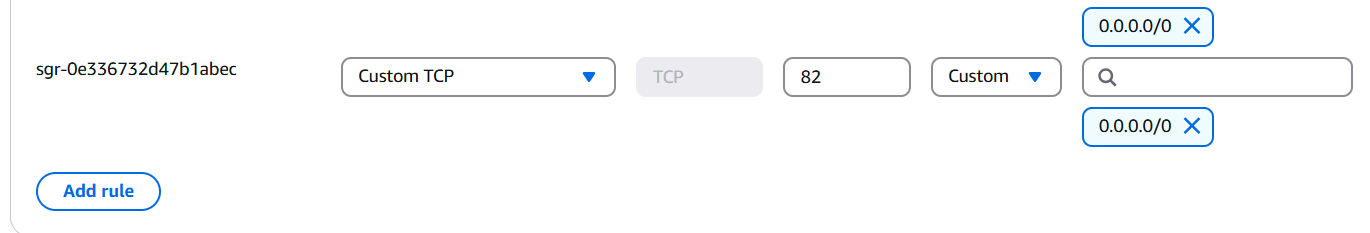 0.0.0.0/0
sgr-0e336732d47b1abec
Custom TCP
TCP
82
Custom
0.0.0.0/0
Add rule